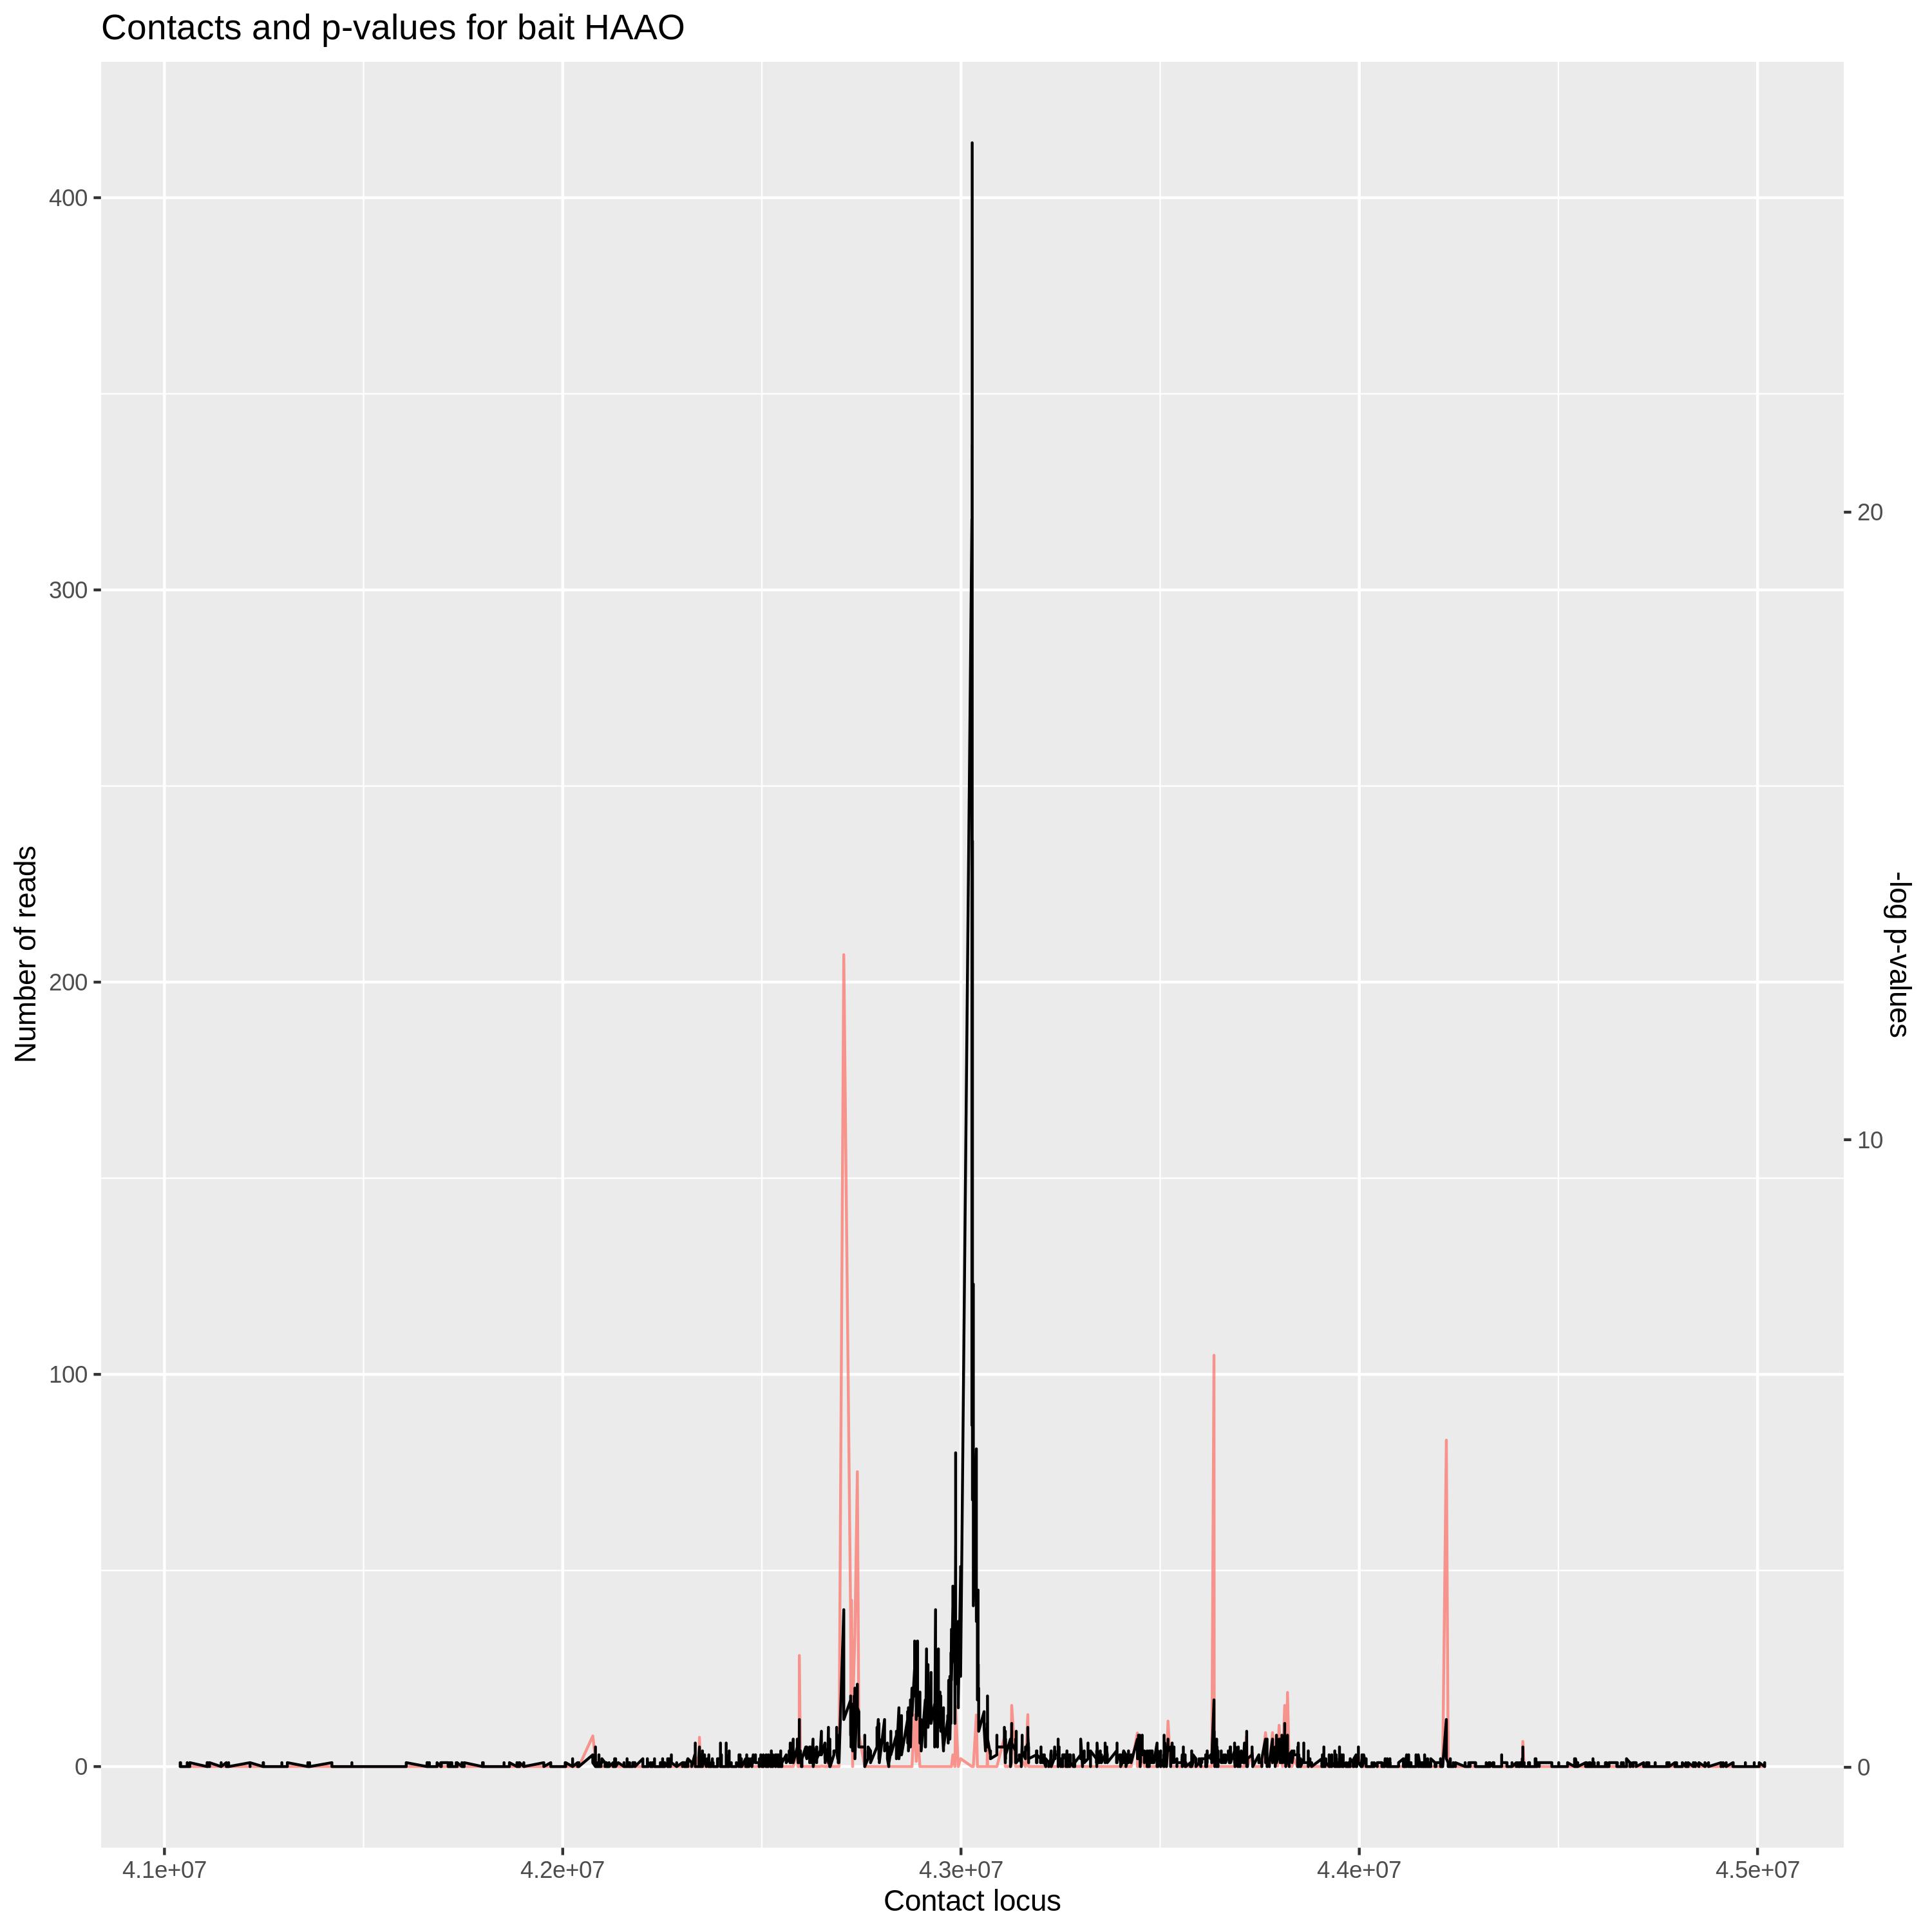 Contacts and p-values for bait HAAO
400
300
200
100
0
Number of reads
20
10
0
-log p-values
4.1e+07
4.2e+07
4.3e+07
4.4e+07
4.5e+07
Contact locus